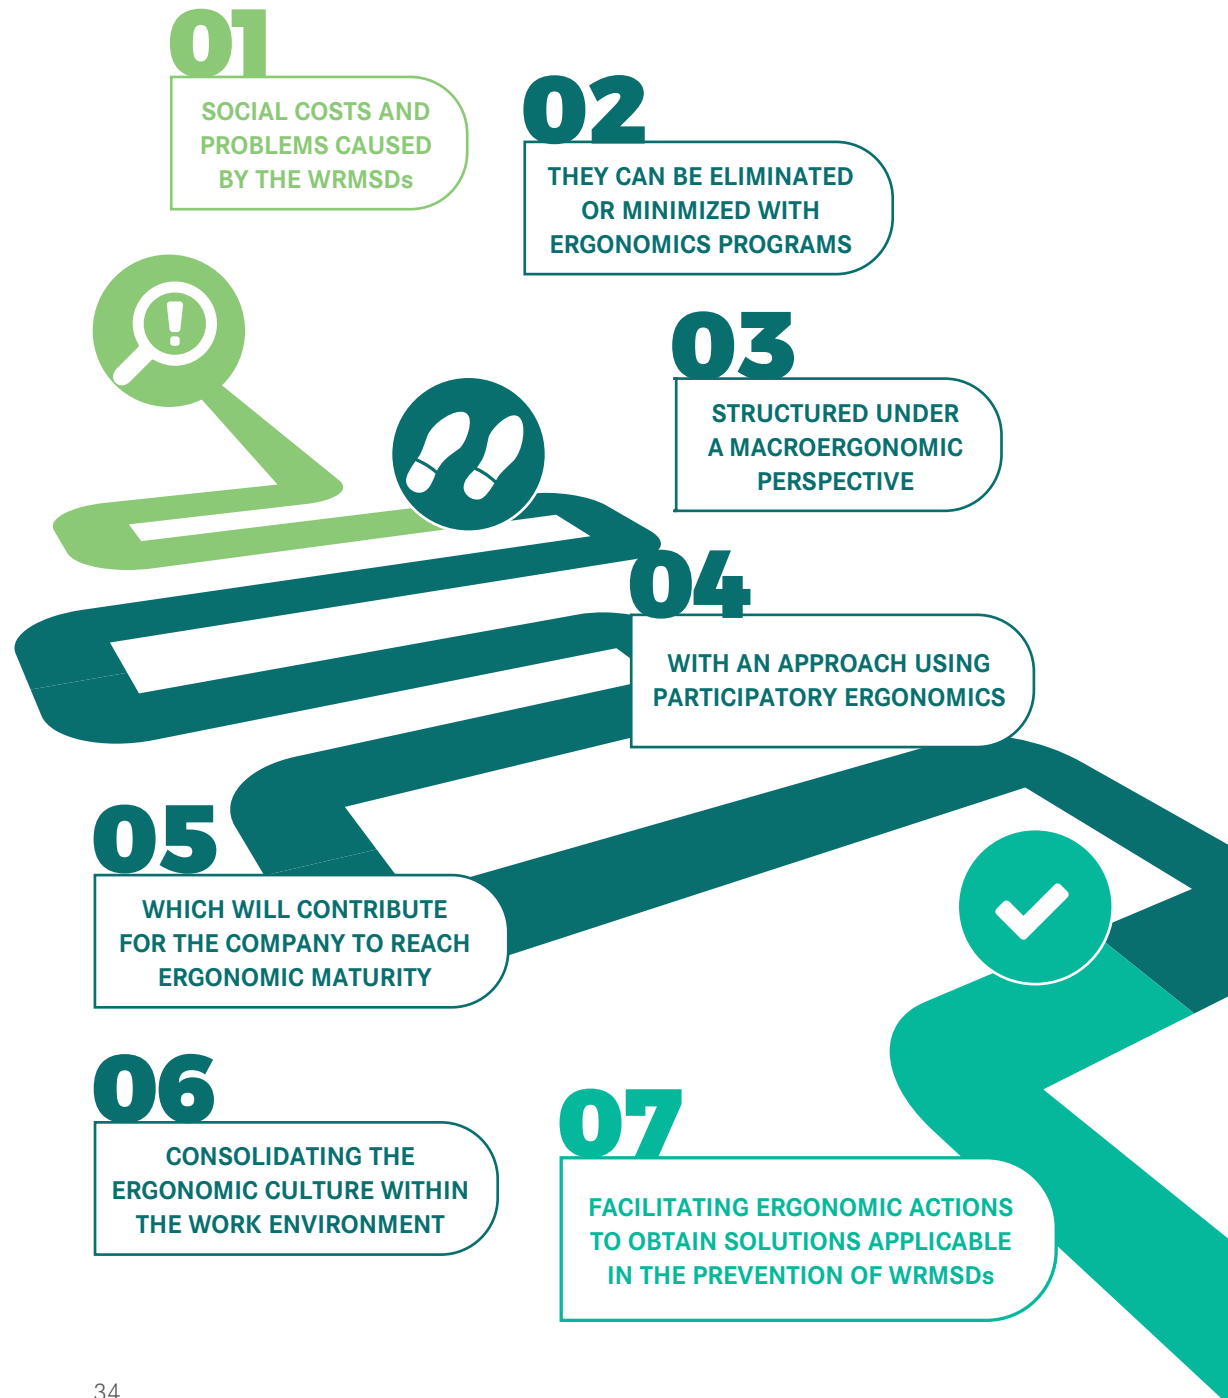 01
SOCIAL COSTS AND
PROBLEMS CAUSED
BY THE WRMSDs
02
THEY CAN BE ELIMINATED
OR MINIMIZED WITH
ERGONOMICS PROGRAMS
03
STRUCTURED UNDER
A MACROERGONOMIC
PERSPECTIVE
04
WITH AN APPROACH USING
PARTICIPATORY ERGONOMICS
05
WHICH WILL CONTRIBUTE
FOR THE COMPANY TO REACH
ERGONOMIC MATURITY
06
CONSOLIDATING THE
ERGONOMIC CULTURE WITHIN
THE WORK ENVIRONMENT
07
FACILITATING ERGONOMIC ACTIONS
TO OBTAIN SOLUTIONS APPLICABLE
IN THE PREVENTION OF WRMSDs
34